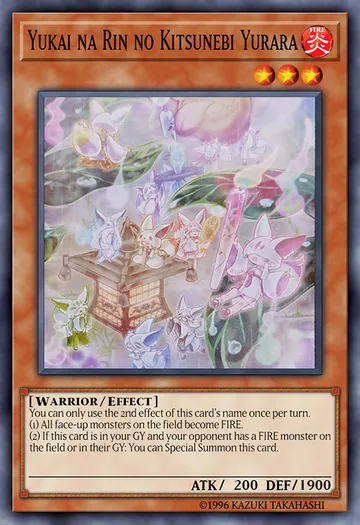 Yukai na Rin no Kitsunebi Yurara
FIRE
炎
[ WARRIOR/EFFECT ]
You can only use the 2nd effect of this card's name once per turn.
(1) All face-up monsters on the field become FIRE.
(2) If this card is in your GY and your opponent has a FIRE monster on
the field or in their GY: You can Special Summon this card.
ATK/ 200 DEF/1900
©1996 KAZUKI TAKAHASHI